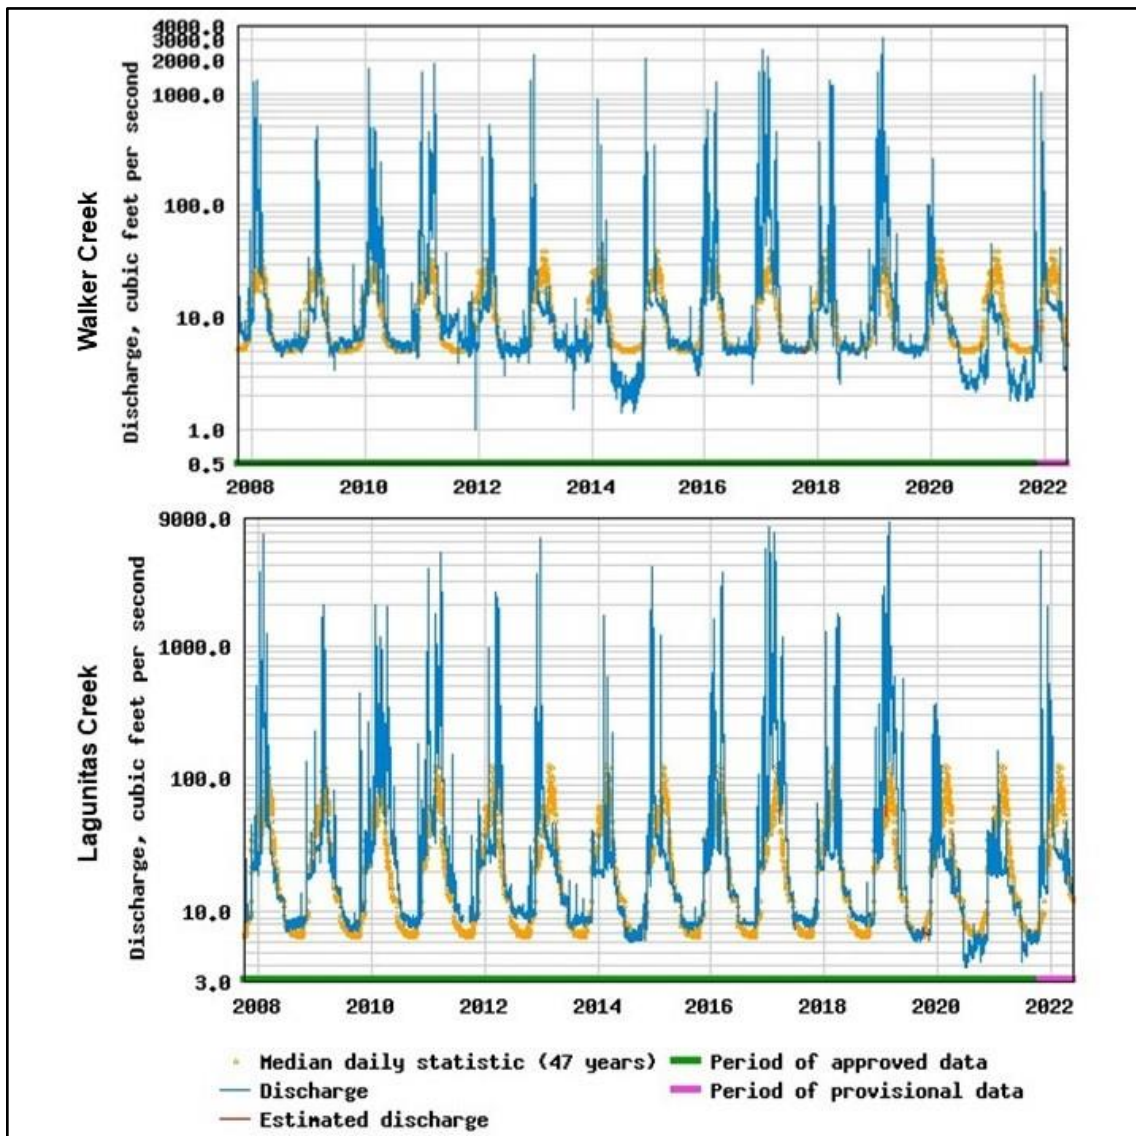 Walker Creek
Discharge, cubic feet per second
4000.0
3000.0
2000.0
1000.0
100.0
10.0
1.0
0.5
2008 2010 2012 2014 2016 2018 2020 2022
Lagunitas Creek
Discharge, cubic feet per second
9000.0
1000.0
100.0
10.0
3.0
2008 2010 2012 2014 2016 2018 2020 2022
Median daily statistic (47 years) Period of approved data
Discharge Period of provisional data
Estimated discharge